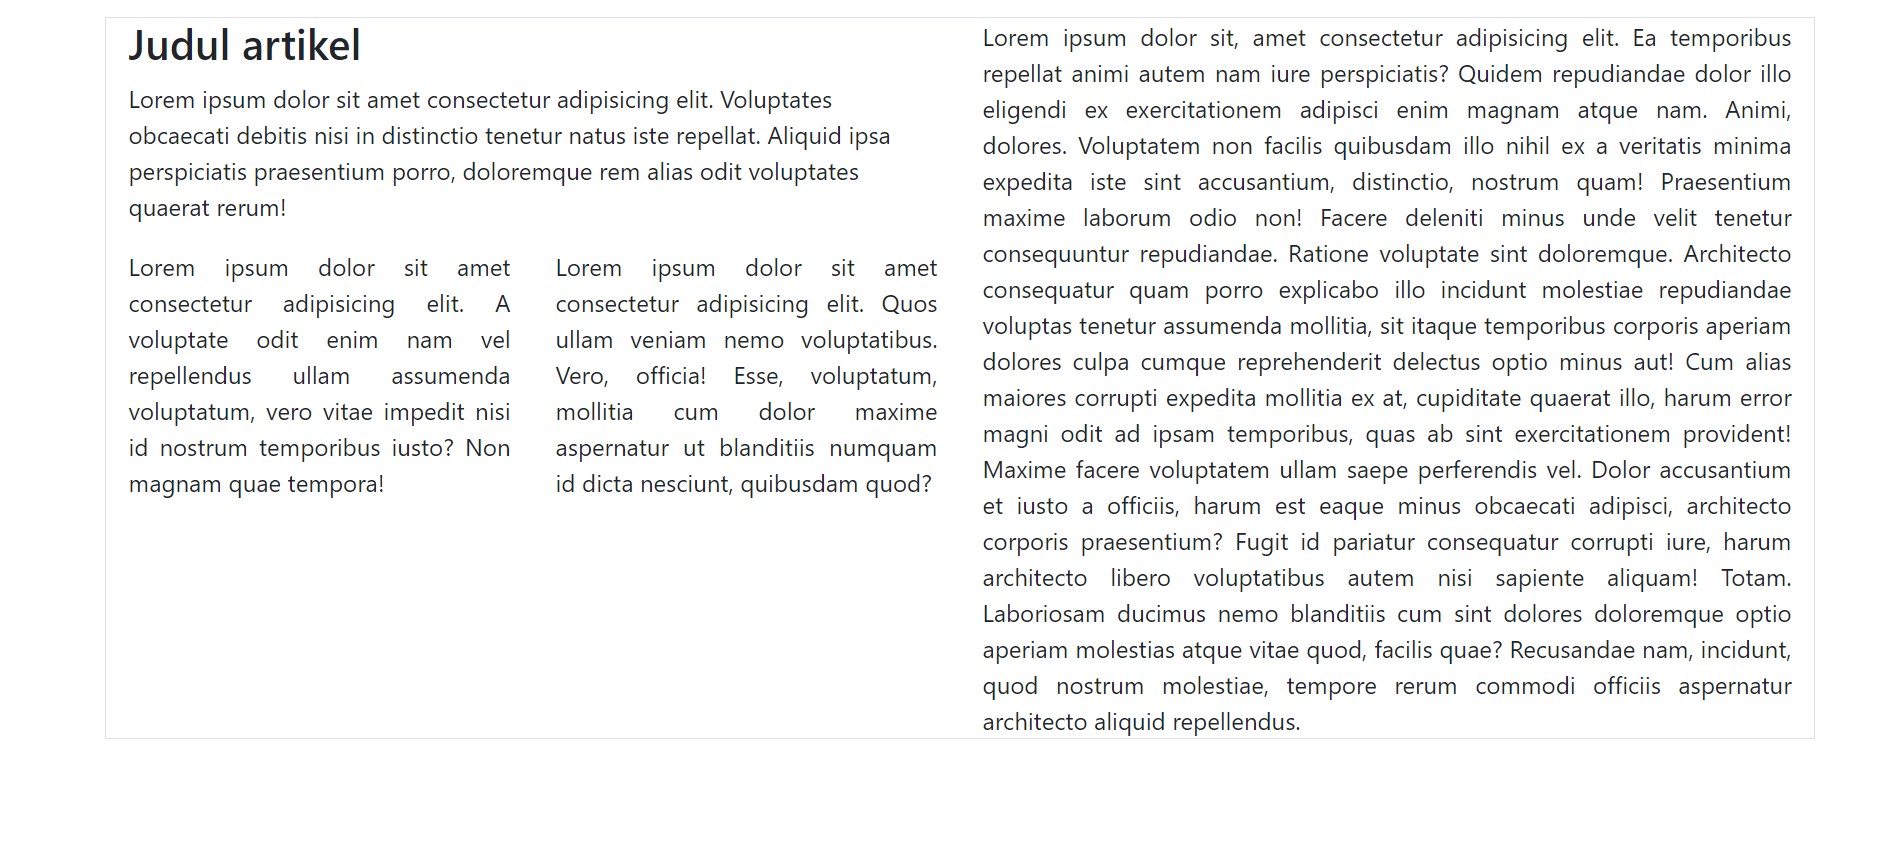 Judul artikel
Lorem ipsum dolor sit amet consectetur adipisicing elit. Voluptates
obcaecati debitis nisi in distinctio tenetur natus iste repellat. Aliquid ipsa
perspiciatis praesentium porro, doloremque rem alias odit voluptates
quaerat rerum!
Lorem ipsum dolor sit amet
consectetur adipisicing elit. A
voluptate odit enim nam vel
repellendus ullam assumenda
voluptatum, vero vitae impedit nisi
id nostrum temporibus iusto? Non
magnam quae tempora!
Lorem ipsum dolor sit amet
consectetur adipisicing elit. Quos
ullam veniam nemo voluptatibus.
Vero, officia! Esse, voluptatum,
mollitia cum dolor maxime
aspernatur ut blanditiis numquam
id dicta nesciunt, quibusdam quod?
Lorem ipsum dolor sit, amet consectetur adipisicing elit. Ea temporibus
repellat animi autem nam iure perspiciatis? Quidem repudiandae dolor illo
eligendi ex exercitationem adipisci enim magnam atque nam. Animi,
dolores. Voluptatem non facilis quibusdam illo nihil ex a veritatis minima
expedita iste sint accusantium, distinctio, nostrum quam! Praesentium
maxime laborum odio non! Facere deleniti minus unde velit tenetur
consequuntur repudiandae. Ratione voluptate sint doloremque. Architecto
consequatur quam porro explicabo illo incidunt molestiae repudiandae
voluptas tenetur assumenda mollitia, sit itaque temporibus corporis aperiam
dolores culpa cumque reprehenderit delectus optio minus aut! Cum alias
maiores corrupti expedita mollitia ex at, cupiditate quaerat illo, harum error
magni odit ad ipsam temporibus, quas ab sint exercitationem provident!
Maxime facere voluptatem ullam saepe perferendis vel. Dolor accusantium
et iusto a officiis, harum est eaque minus obcaecati adipisci, architecto
corporis praesentium? Fugit id pariatur consequatur corrupti iure, harum
architecto libero voluptatibus autem nisi sapiente aliquam! Totam.
Laboriosam ducimus nemo blanditiis cum sint dolores doloremque optio
aperiam molestias atque vitae quod, facilis quae? Recusandae nam, incidunt,
quod nostrum molestiae, tempore rerum commodi officiis aspernatur
architecto aliquid repellendus.